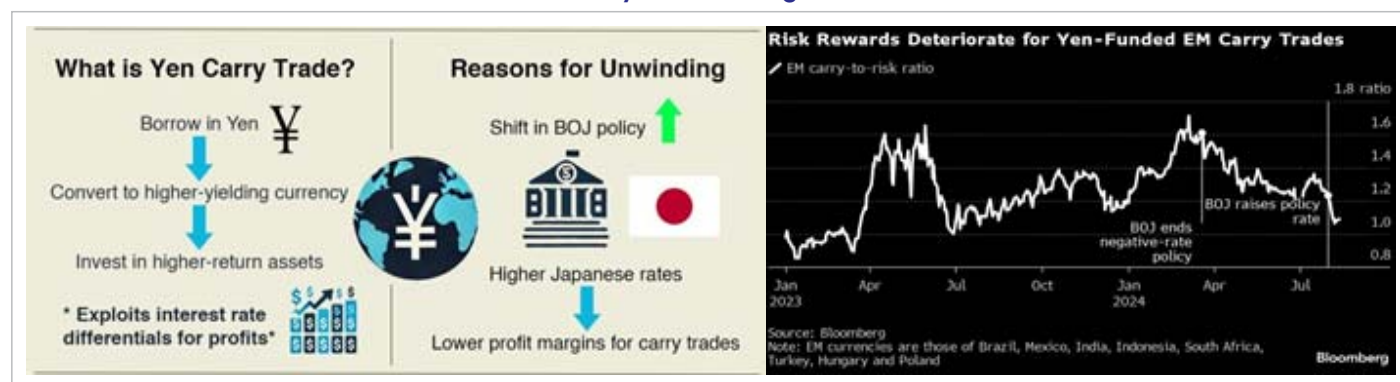 What is Yen Carry Trade?
Borrow in Yen ¥
Convert to higher-yielding currency
Invest in higher-return assets
* Exploits interest rate
differentials for profits*
¥
Reasons for Unwinding
Shift in BOJ policy
Higher Japanese rates
Lower profit margins for carry trades
Risk Rewards Deteriorate for Yen-Funded EM Carry Trades
EM carry-to-risk ratio
1.8 ratio
1.6
1.4
1.2
1.0
0.8
BOJ raises policy
rate
BOJ ends
negative-rate
policy
Jan Apr Jul Oct Jan Apr Jul
2023 2024
Source: Bloomberg
Note: EM currencies are those of Brazil, Mexico, India, Indonesia, South Africa,
Turkey, Hungary and Poland
Bloomberg